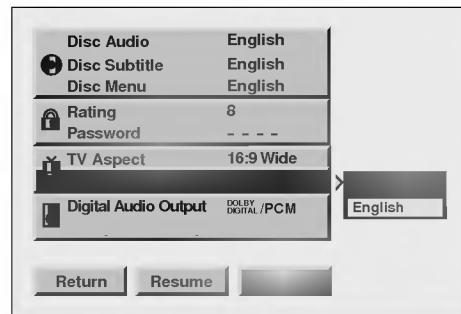 Disc Audio English
Disc Subtitle English
Disc Menu English
Rating 8
Password - - - -
TV Aspect 16:9 Wide
Digital Audio Output DOLBY DIGITAL /PCM
English
Return Resume